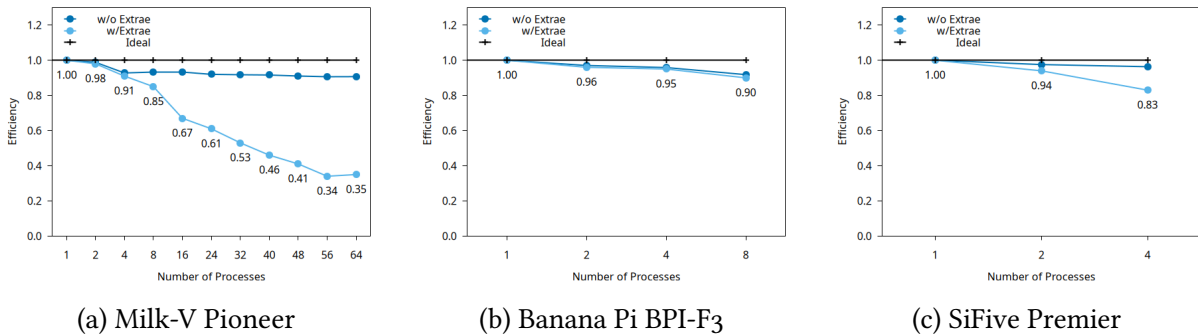 w/o Extrae
w/Extrae
Ideal
1.2
1.0
0.8
0.6
0.4
0.2
0.0
Efficiency
1.00
0.98
0.91
0.85
0.67
0.61
0.53
0.46
0.41
0.34
0.35
1 2 4 8 16 24 32 40 48 56 64
Number of Processes
(a) Milk-V Pioneer
w/o Extrae
w/Extrae
Ideal
1.2
1.0
0.8
0.6
0.4
0.2
0.0
Efficiency
1.00
0.96
0.95
0.90
1 2 4 8
Number of Processes
(b) Banana Pi BPI-F3
w/o Extrae
w/Extrae
Ideal
1.2
1.0
0.8
0.6
0.4
0.2
0.0
Efficiency
1.00
0.94
0.83
1 2 4
Number of Processes
(c) SiFive Premier